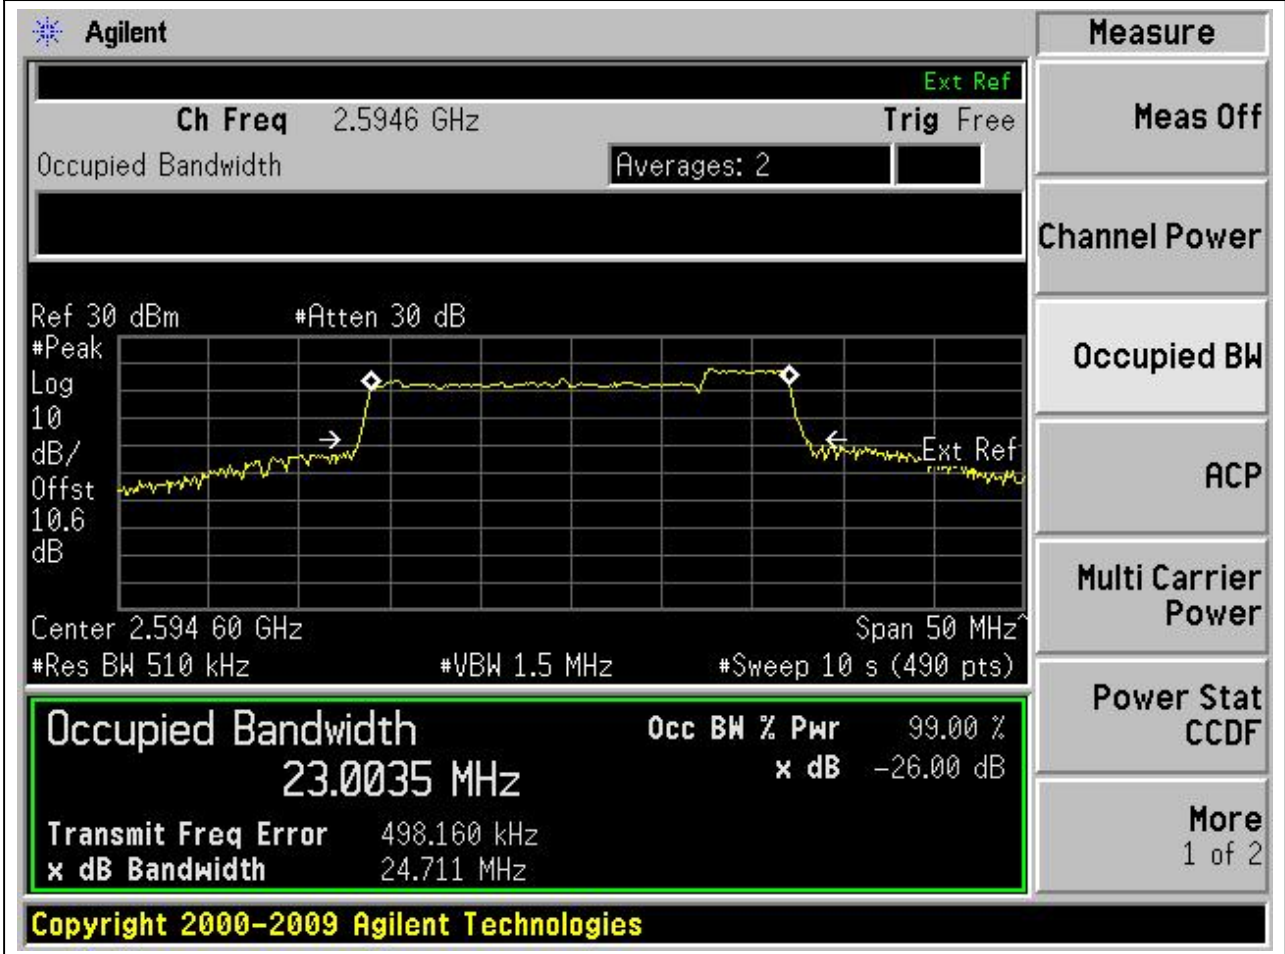 Agilent
Measure
Ext Ref
Ch Freq 2.5946 GHz Trig Free
Meas Off
Occupied Bandwidth Averages: 2
Channel Power
Ref 30 dBm #Atten 30 dB
#Peak
Log
10
dB/
Offst
10.6
dB
Ext Ref
Occupied BW
ACP
Center 2.594 60 GHz Span 50 MHz^
#Res BW 510 kHz #VBW 1.5 MHz #Sweep 10 s (490 pts)
Multi Carrier
Power
Occupied Bandwidth
23.0035 MHz
Occ BW % Pwr 99.00 %
x dB -26.00 dB
Transmit Freq Error 498.160 kHz
x dB Bandwidth 24.711 MHz
Power Stat
CCDF
More
1 of 2
Copyright 2000-2009 Agilent Technologies